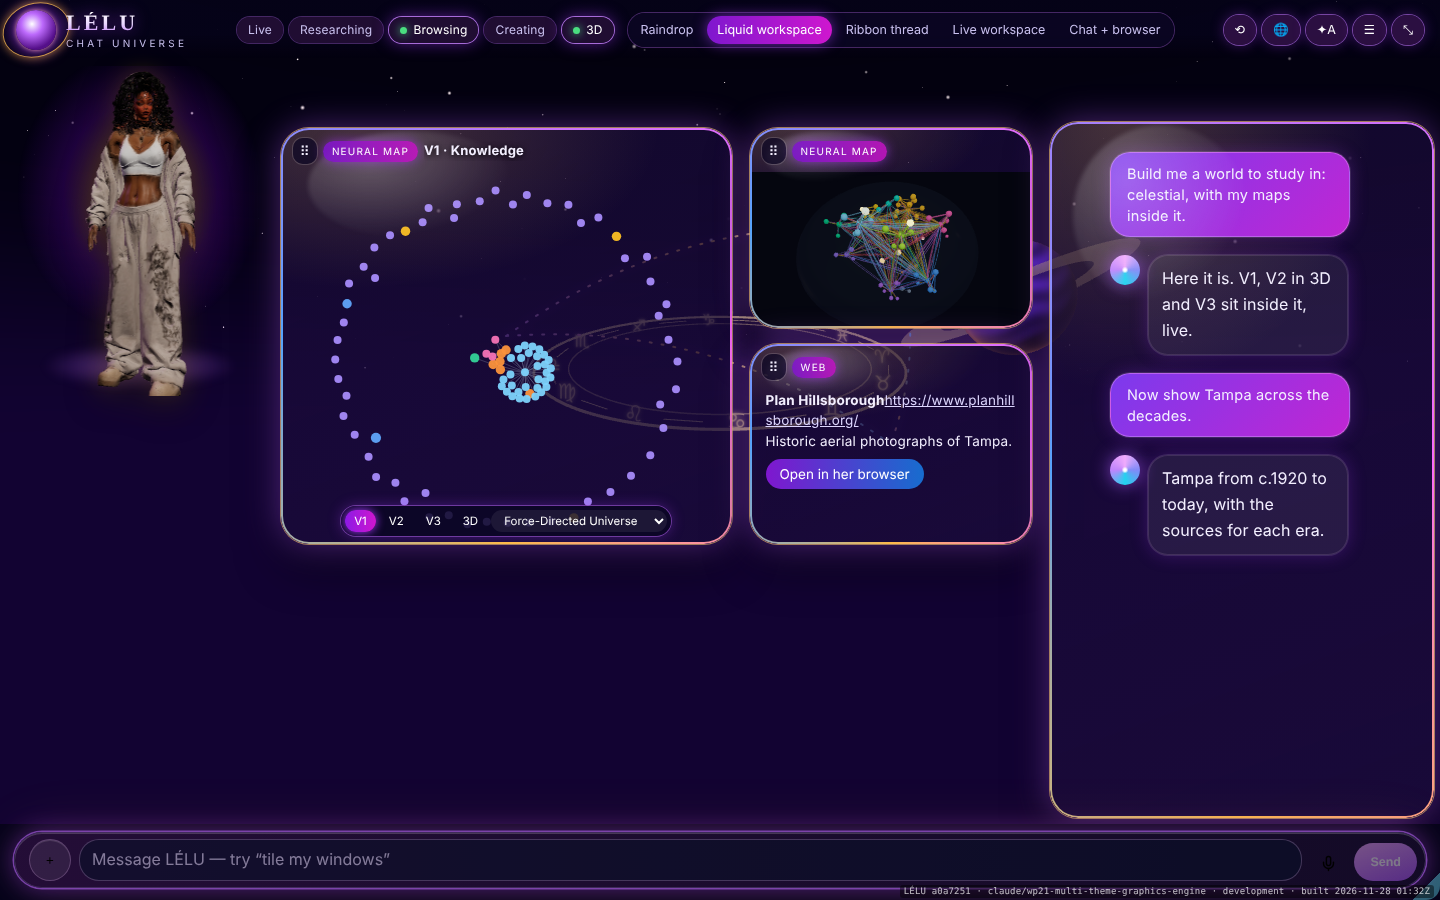 LÉLU
CHAT UNIVERSE
Live
Researching
Browsing
Creating
3D
Raindrop
Liquid workspace
Ribbon thread
Live workspace
Chat + browser
✦A
NEURAL MAP
V1 · Knowledge
V1
V2
V3
3D
Force-Directed Universe
NEURAL MAP
WEB
Plan Hillsboroughhttps://www.planhill
sborough.org/
Historic aerial photographs of Tampa.
Open in her browser
Build me a world to study in:
celestial, with my maps
inside it.
Here it is. V1, V2 in 3D
and V3 sit inside it,
live.
Now show Tampa across the
decades.
Tampa from c.1920 to
today, with the
sources for each era.
+
Message LÉLU — try “tile my windows”
Send
LÉLU a0a7251 · claude/wp21-multi-theme-graphics-engine · development · built 2026-11-28 01:32Z